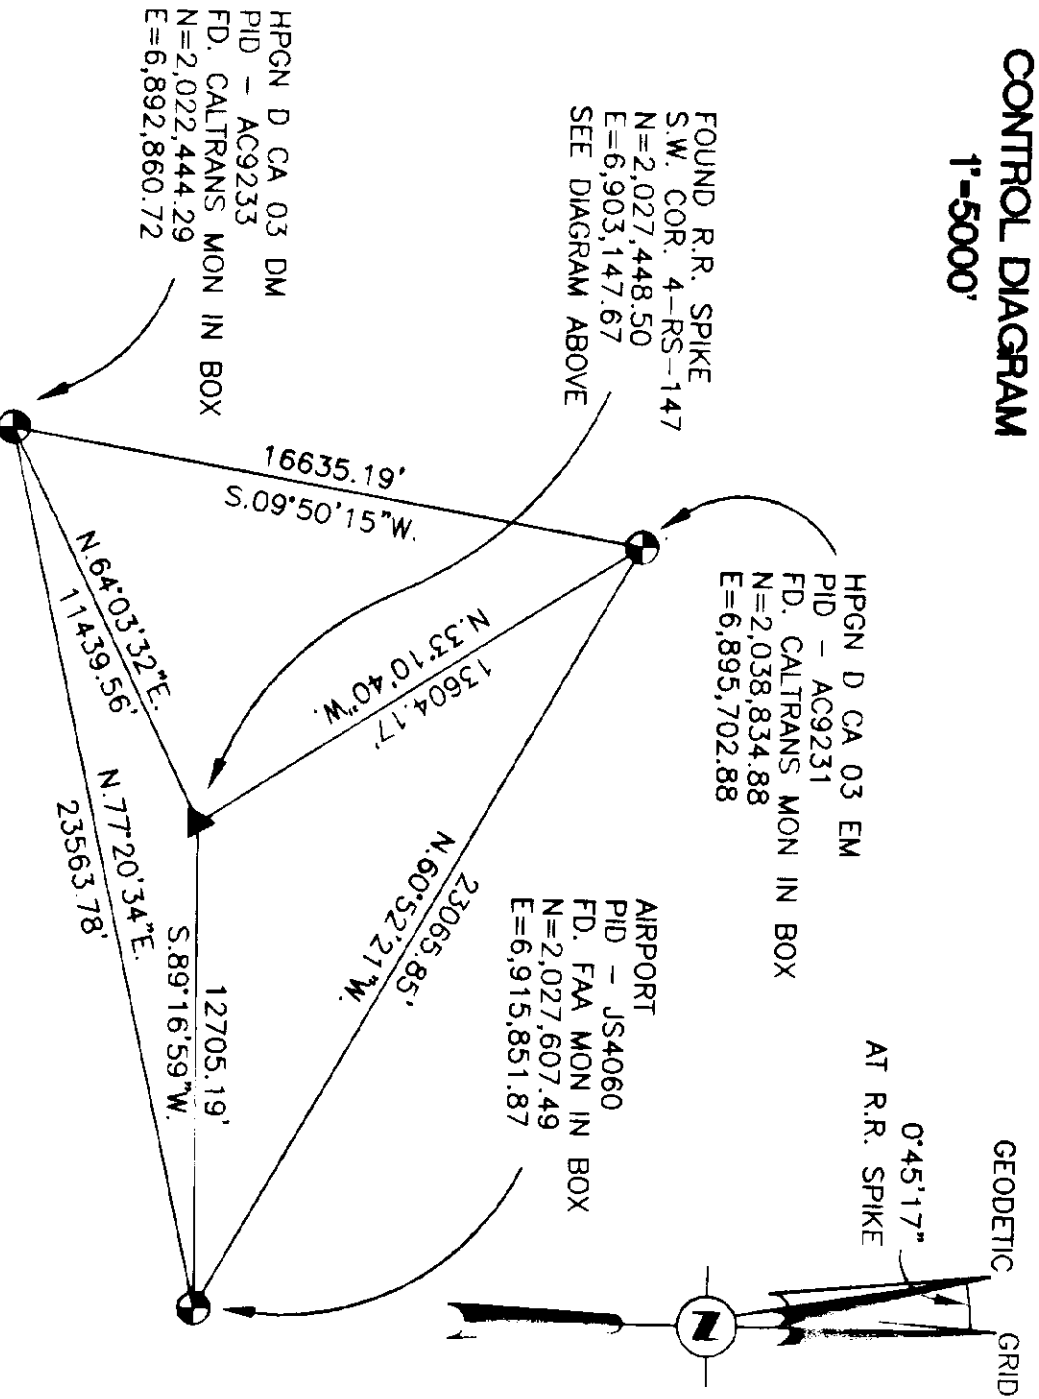 CONTROL DIAGRAM
1"=5000'
GEODETIC
GRID
0°45'17"
AT R.R. SPIKE
HPGN D CA 03 EM
PID - AC9231
FD. CALTRANS MON IN BOX
N=2,038,834.88
E=6,895,702.88
FOUND R.R. SPIKE
S.W. COR. 4-RS-147
N=2,027,448.50
E=6,903,147.67
SEE DIAGRAM ABOVE
AIRPORT
PID - JS4060
FD. FAA MON IN BOX
N=2,027,607.49
E=6,915,851.87
HPGN D CA 03 DM
PID - AC9233
FD. CALTRANS MON IN BOX
N=2,022,444.29
E=6,892,860.72
16635.19'
S.09°50'15"W.
13604.17'
N.33°10'40"W.
23065.85'
N.60°52'21"W.
N.64°03'32"E.
11439.56'
12705.19'
S.89°16'59"W.
N.77°20'34"E.
23563.78'
N